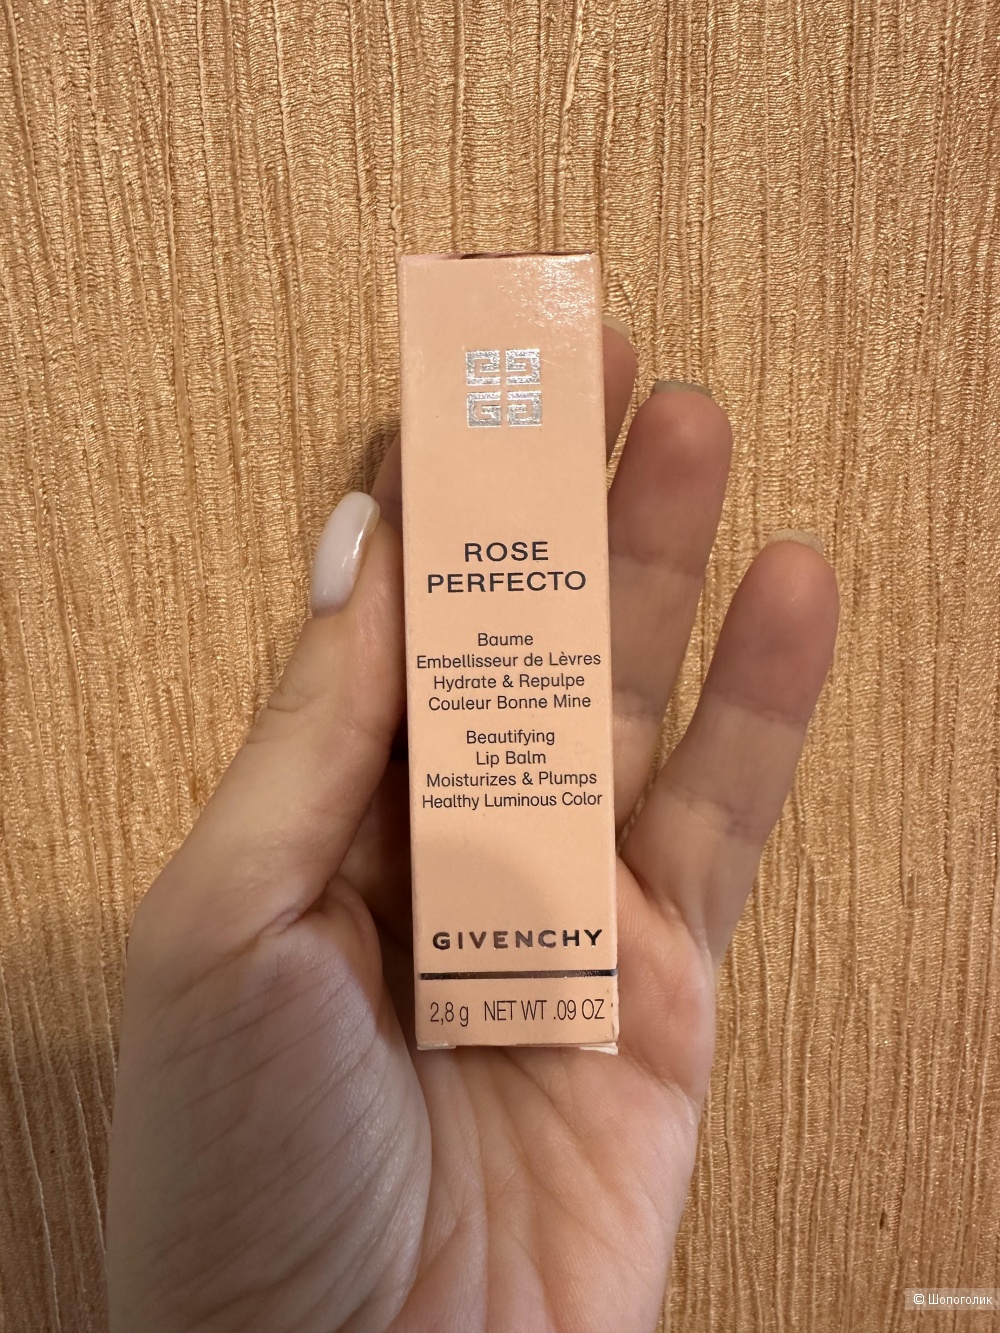 ROSE
PERFECTO
Baume
Embellisseur de Lèvres
Hydrate & Repulpe
Couleur Bonne Mine
Beautifying
Lip Balm
Moisturizes & Plumps
Healthy Luminous Color
GIVENCHY
2,8 g NET WT .09 OZ
© Шопоголик